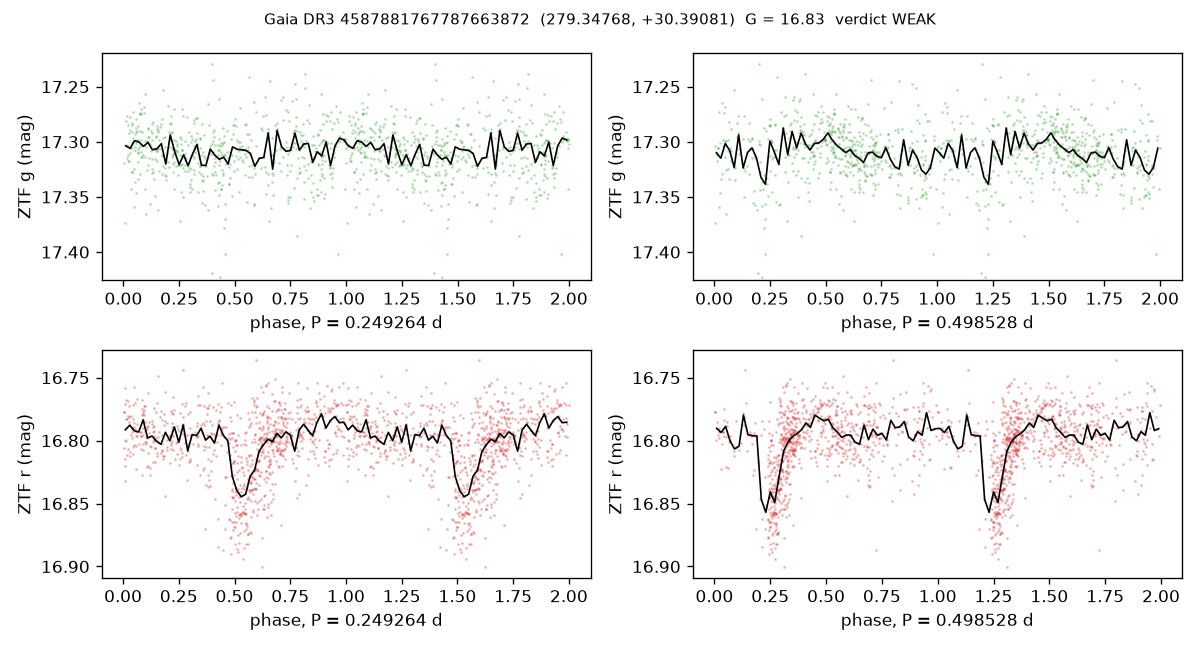 Gaia DR3 4587881767787663872 (279.34768, +30.39081) G = 16.83 verdict WEAK
ZTF g (mag)
17.25
17.30
17.35
17.40
0.00 0.25 0.50 0.75 1.00 1.25 1.50 1.75 2.00
phase, P = 0.249264 d
ZTF g (mag)
17.25
17.30
17.35
17.40
0.00 0.25 0.50 0.75 1.00 1.25 1.50 1.75 2.00
phase, P = 0.498528 d
ZTF r (mag)
16.75
16.80
16.85
16.90
0.00 0.25 0.50 0.75 1.00 1.25 1.50 1.75 2.00
phase, P = 0.249264 d
ZTF r (mag)
16.75
16.80
16.85
16.90
0.00 0.25 0.50 0.75 1.00 1.25 1.50 1.75 2.00
phase, P = 0.498528 d